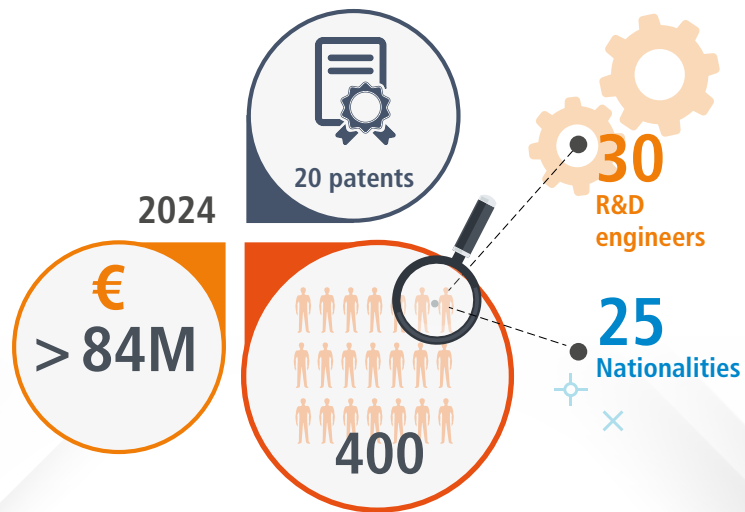 20 patents
2024
€
> 84M
400
30
R&D
engineers
25
Nationalities